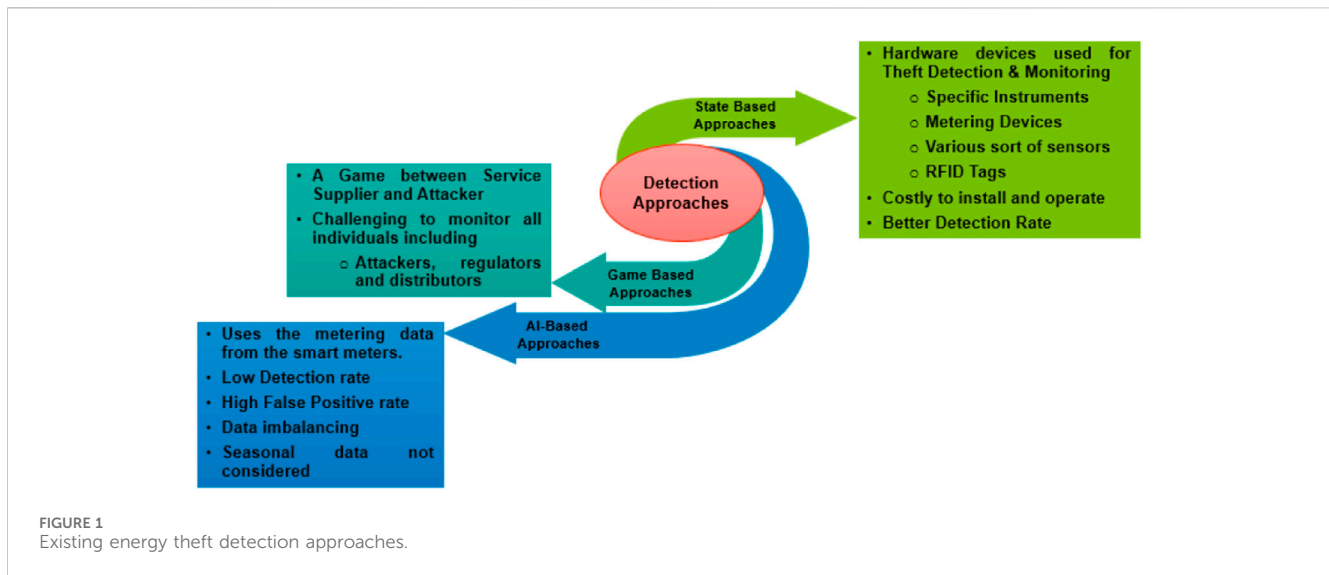 • Hardware devices used for
Theft Detection & Monitoring
o Specific Instruments
o Metering Devices
o Various sort of sensors
o RFID Tags
• Costly to install and operate
• Better Detection Rate
State Based
Approaches
Detection
Approaches
• A Game between Service
Supplier and Attacker
• Challenging to monitor all
individuals including
o Attackers, regulators
and distributors
Game Based
Approaches
AI-Based
Approaches
• Uses the metering data
from the smart meters.
• Low Detection rate
• High False Positive rate
• Data imbalancing
• Seasonal data not
considered
FIGURE 1
Existing energy theft detection approaches.